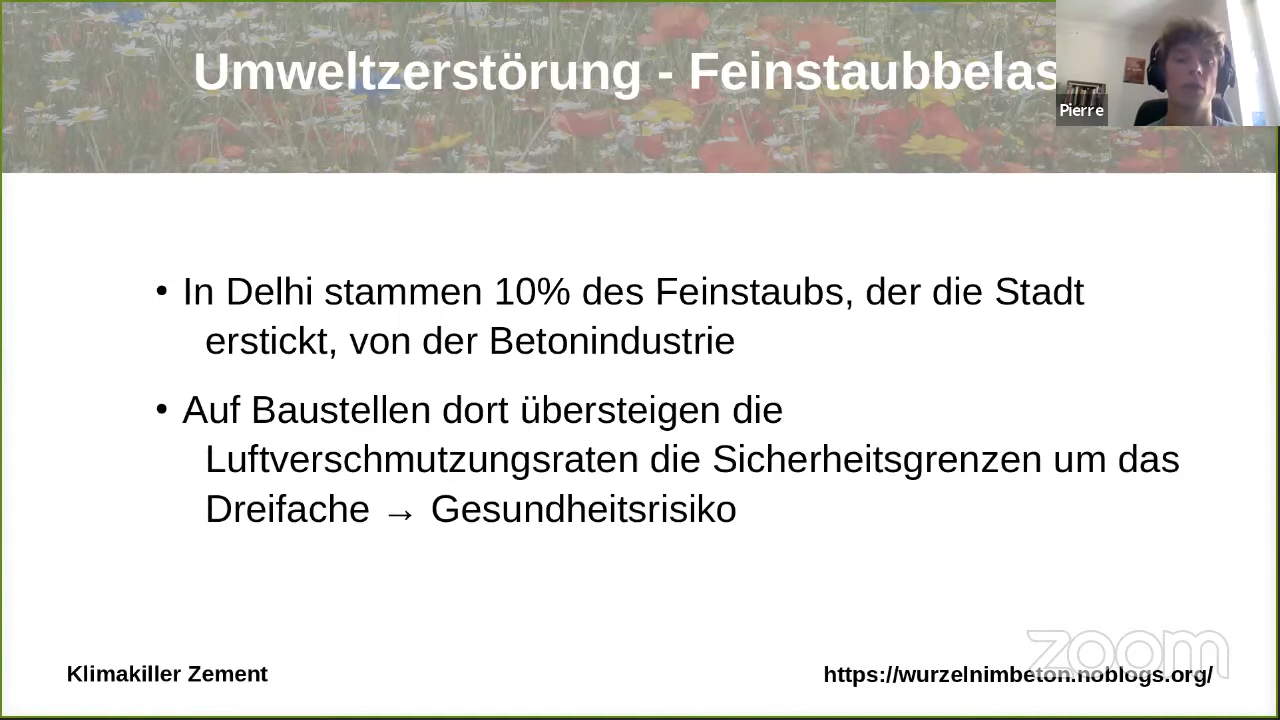 Umweltzerstörung - Feinstaubbelas
Pierre
• In Delhi stammen 10% des Feinstaubs, der die Stadt
erstickt, von der Betonindustrie
• Auf Baustellen dort übersteigen die
Luftverschmutzungsraten die Sicherheitsgrenzen um das
Dreifache → Gesundheitsrisiko
zoom
Klimakiller Zement
https://wurzelnimbeton.noblogs.org/